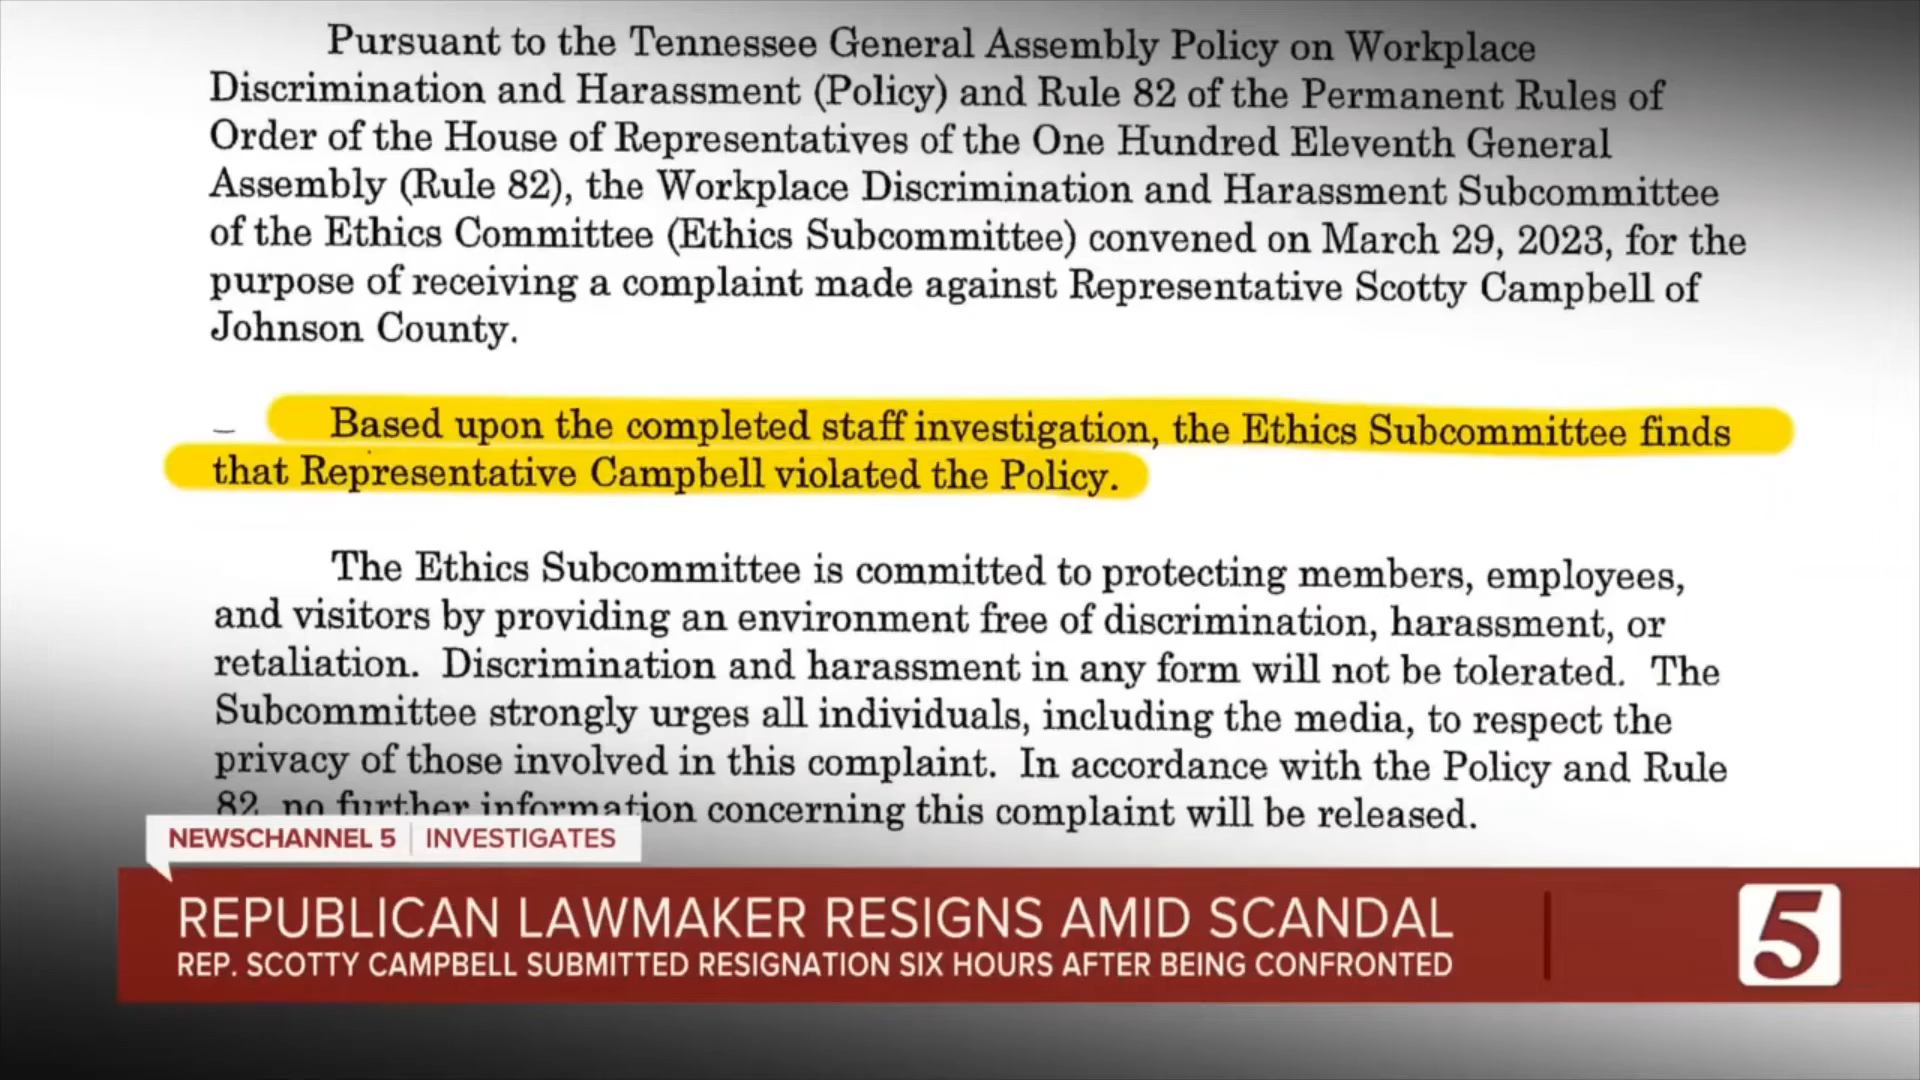 Pursuant to the Tennessee General Assembly Policy on Workplace
Discrimination and Harassment (Policy) and Rule 82 of the Permanent Rules of
Order of the House of Representatives of the One Hundred Eleventh General
Assembly (Rule 82), the Workplace Discrimination and Harassment Subcommittee
of the Ethics Committee (Ethics Subcommittee) convened on March 29, 2023, for the
purpose of receiving a complaint made against Representative Scotty Campbell of
Johnson County.
Based upon the completed staff investigation, the Ethics Subcommittee finds
that Representative Campbell violated the Policy.
The Ethics Subcommittee is committed to protecting members, employees,
and visitors by providing an environment free of discrimination, harassment, or
retaliation. Discrimination and harassment in any form will not be tolerated. The
Subcommittee strongly urges all individuals, including the media, to respect the
privacy of those involved in this complaint. In accordance with the Policy and Rule
82, no further information concerning this complaint will be released.
NEWSCHANNEL 5 | INVESTIGATES
REPUBLICAN LAWMAKER RESIGNS AMID SCANDAL
REP. SCOTTY CAMPBELL SUBMITTED RESIGNATION SIX HOURS AFTER BEING CONFRONTED
5